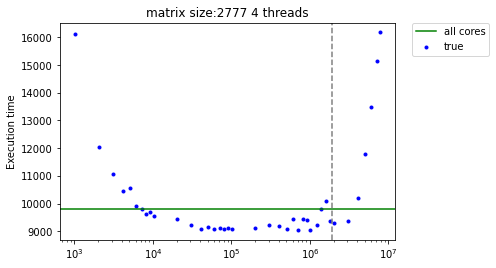 matrix size:2777 4 threads
16000
15000
14000
13000
12000
11000
10000
9000
Execution time
10³ 10⁴ 10⁵ 10⁶ 10⁷
all cores
true